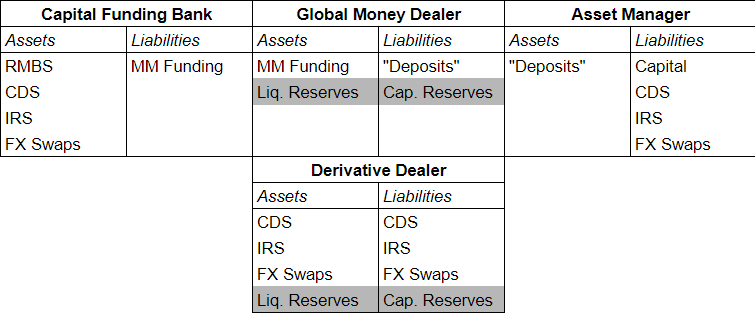 Capital Funding Bank Global Money Dealer Asset Manager
Assets Liabilities Assets Liabilities Assets Liabilities
RMBS MM Funding MM Funding "Deposits" "Deposits" Capital
CDS Liq. Reserves Cap. Reserves CDS
IRS IRS
FX Swaps FX Swaps
Derivative Dealer
Assets Liabilities
CDS CDS
IRS IRS
FX Swaps FX Swaps
Liq. Reserves Cap. Reserves